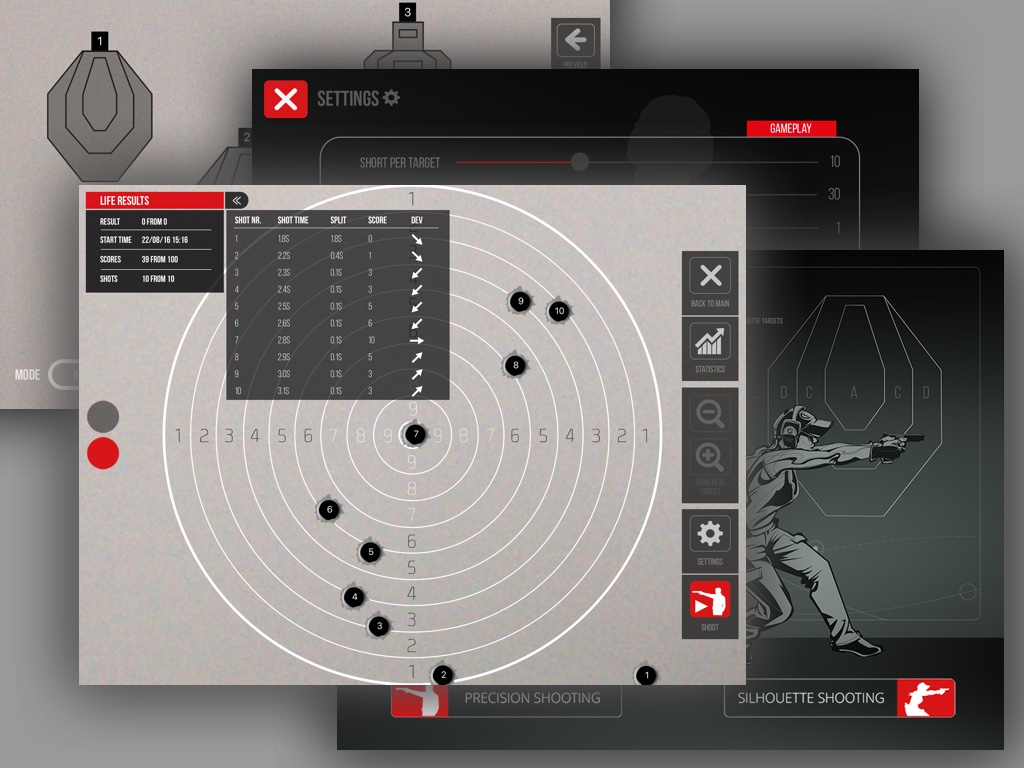 1
3
2
PREVIOUS
SETTINGS
GAMEPLAY
SHORT PER TARGET 10
30
1
LIFE RESULTS
RESULT 0 FROM 0
START TIME 22/08/16 15:16
SCORES 39 FROM 100
SHOTS 10 FROM 10
SHOT NR. SHOT TIME SPLIT SCORE DEV
1 1.8S 1.8S 0
2 2.2S 0.4S 1
3 2.3S 0.1S 3
4 2.4S 0.1S 3
5 2.5S 0.1S 5
6 2.6S 0.1S 6
7 2.8S 0.1S 10
8 2.9S 0.1S 5
9 3.0S 0.1S 3
10 3.1S 0.1S 3
1
9 10
8
9
1 2 3 4 5 6 7 8 9 7 9 8 7 6 5 4 3 2 1
9
8
6 7
6
5 5
4 4
3 3
2
1
2 1
BACK TO MAIN
STATISTICS
SETTINGS
SHOOT
MODE
TARGETS
D C A C D
PRECISION SHOOTING
SILHOUETTE SHOOTING